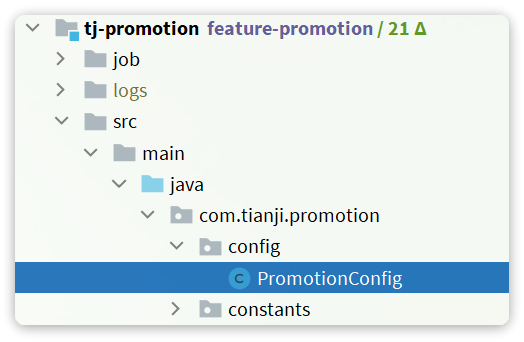 tj-promotion feature-promotion / 21 Δ
job
logs
src
main
java
com.tianji.promotion
config
C PromotionConfig
constants